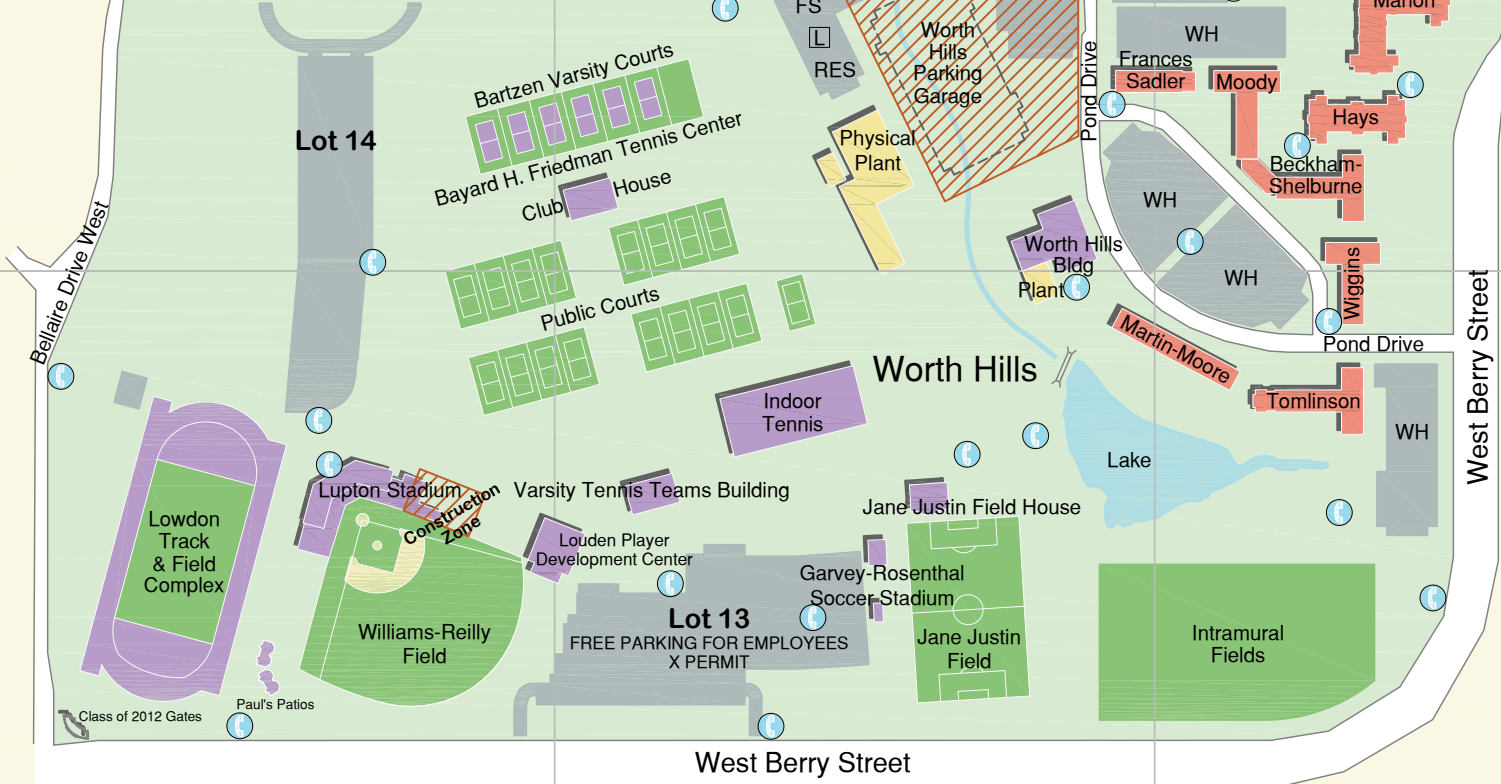 FS
L
RES
Worth
Hills
Parking
Garage
Pond Drive
WH
Marion
Frances
Sadler
Moody
Hays
Beckham-
Shelburne
WH
WH
Wiggins
Pond Drive
West Berry Street
Bartzen Varsity Courts
Bayard H. Friedman Tennis Center
Club House
Lot 14
Physical
Plant
Worth Hills
Bldg
Plant
Bellaire Drive West
Public Courts
Martin-Moore
Tomlinson
WH
Worth Hills
Indoor
Tennis
Lake
Lupton Stadium
Construction
Zone
Varsity Tennis Teams Building
Jane Justin Field House
Lowdon
Track
& Field
Complex
Louden Player
Development Center
Garvey-Rosenthal
Soccer Stadium
Lot 13
FREE PARKING FOR EMPLOYEES
X PERMIT
Williams-Reilly
Field
Jane Justin
Field
Intramural
Fields
Paul's Patios
Class of 2012 Gates
West Berry Street